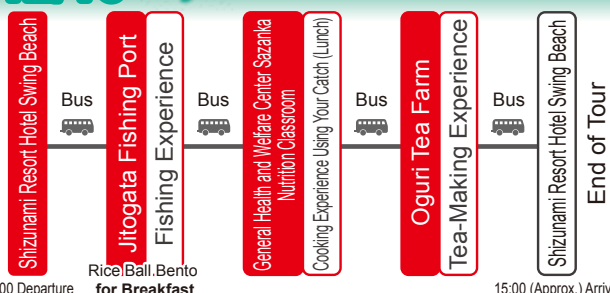 Shizunami Resort Hotel Swing Beach
Bus
Jitogata Fishing Port
Fishing Experience
Bus
General Health and Welfare Center Sazanka
Nutrition Classroom
Cooking Experience Using Your Catch (Lunch)
Bus
Oguri Tea Farm
Tea-Making Experience
Bus
Shizunami Resort Hotel Swing Beach
End of Tour
:00 Departure
Rice Ball.Bento
for Breakfast
15:00 (Approx.) Arriv